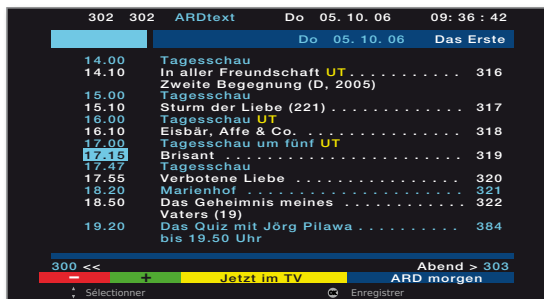 302 302 ARDtext Do 05. 10. 06 09: 36 : 42
Do 05. 10. 06 Das Erste
14.00 Tagesschau
14.10 In aller Freundschaft UT . . . . . . . . . . . 316
Zweite Begegnung (D, 2005)
15.00 Tagesschau
15.10 Sturm der Liebe (221) . . . . . . . . . . . . . 317
16.00 Tagesschau UT
16.10 Eisbär, Affe & Co. . . . . . . . . . . . . . . . 318
17.00 Tagesschau um fünf UT
17.15 Brisant . . . . . . . . . . . . . . . . . . . . . 319
17.47 Tagesschau
17.55 Verbotene Liebe . . . . . . . . . . . . . . . 320
18.20 Marienhof . . . . . . . . . . . . . . . . . . . 321
18.50 Das Geheimnis meines . . . . . . . . . . . 322
Vaters (19)
19.20 Das Quiz mit Jörg Pilawa . . . . . . . . . . 384
bis 19.50 Uhr
300 << Abend > 303
− + Jetzt im TV ARD morgen
Sélectionner Enregistrer